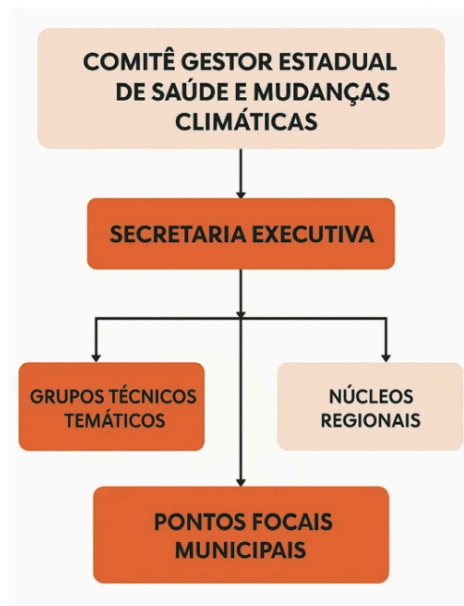 COMITÊ GESTOR ESTADUAL
DE SAÚDE E MUDANÇAS
CLIMÁTICAS
SECRETARIA EXECUTIVA
GRUPOS TÉCNICOS
TEMÁTICOS
NÚCLEOS
REGIONAIS
PONTOS FOCAIS
MUNICIPAIS